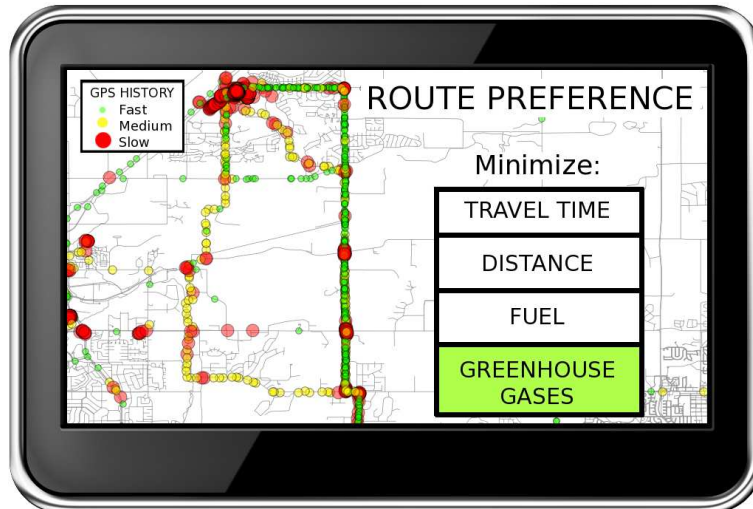 GPS HISTORY
Fast
Medium
Slow
ROUTE PREFERENCE
Minimize:
TRAVEL TIME
DISTANCE
FUEL
GREENHOUSE
GASES